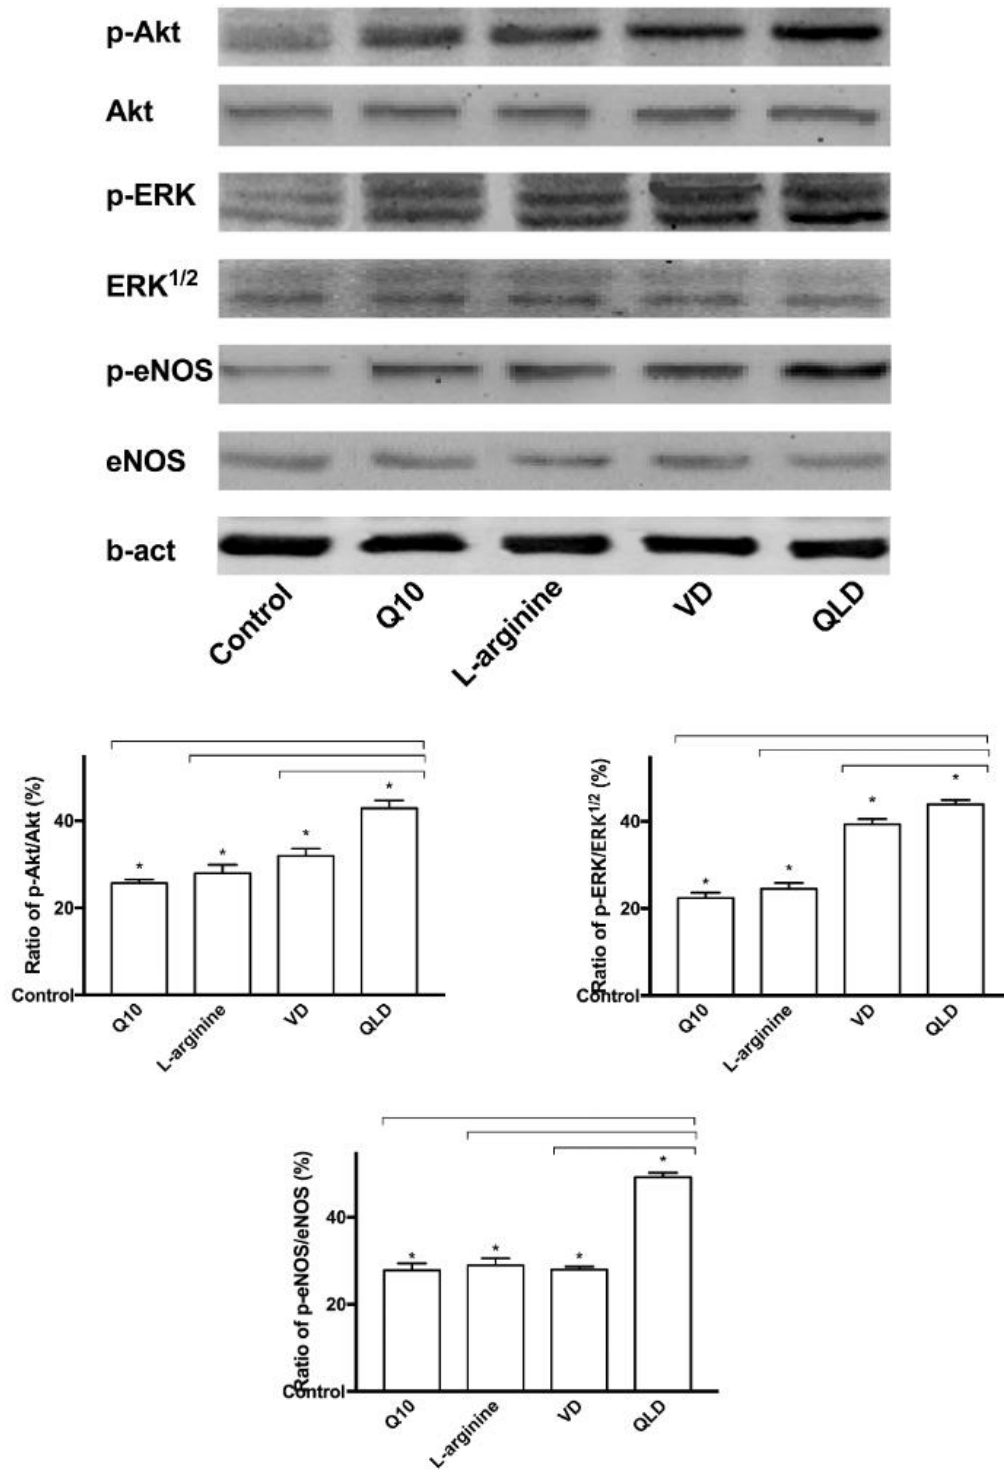 p-Akt
Akt
p-ERK
ERK1/2
p-eNOS
eNOS
b-act
Control Q10 L-arginine VD QLD
Ratio of p-Akt/Akt (%)
*
*
*
*
40
20
Control
Q10 L-arginine VD QLD
Ratio of p-ERK/ERK1/2 (%)
*
*
*
*
40
20
Control
Q10 L-arginine VD QLD
Ratio of p-eNOS/eNOS (%)
*
*
*
*
40
20
Control
Q10 L-arginine VD QLD